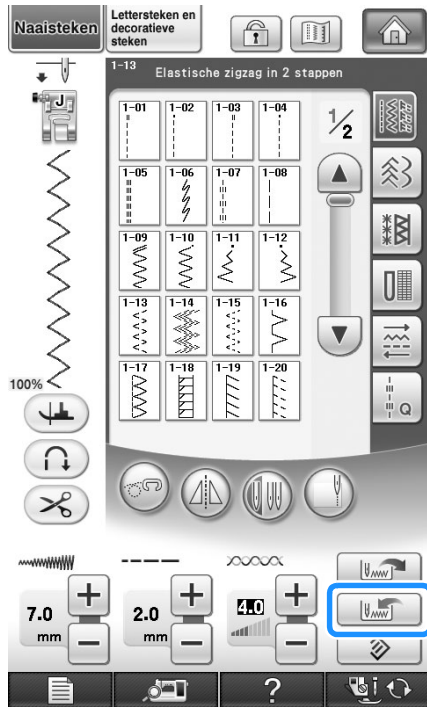 Naaisteken
Lettersteken en
decoratieve
steken
1-13
Elastische zigzag in 2 stappen
J
1-01 1-02 1-03 1-04
1/2
1-05 1-06 1-07 1-08
1-09 1-10 1-11 1-12
1-13 1-14 1-15 1-16
1-17 1-18 1-19 1-20
Q
100%
7.0
mm
2.0
mm
4.0
?